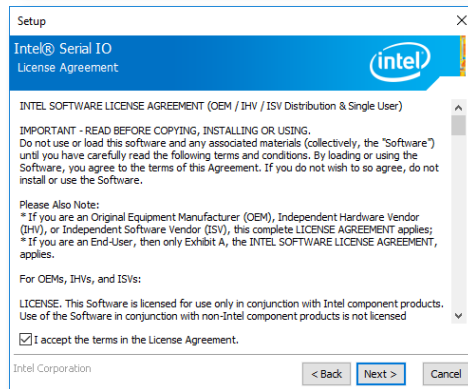 Setup
Intel® Serial IO
License Agreement
intel
INTEL SOFTWARE LICENSE AGREEMENT (OEM / IHV / ISV Distribution & Single User)
IMPORTANT - READ BEFORE COPYING, INSTALLING OR USING.
Do not use or load this software and any associated materials (collectively, the "Software")
until you have carefully read the following terms and conditions. By loading or using the
Software, you agree to the terms of this Agreement. If you do not wish to so agree, do not
install or use the Software.
Please Also Note:
* If you are an Original Equipment Manufacturer (OEM), Independent Hardware Vendor
(IHV), or Independent Software Vendor (ISV), this complete LICENSE AGREEMENT applies;
* If you are an End-User, then only Exhibit A, the INTEL SOFTWARE LICENSE AGREEMENT,
applies.
For OEMs, IHVs, and ISVs:
LICENSE. This Software is licensed for use only in conjunction with Intel component products.
Use of the Software in conjunction with non-Intel component products is not licensed
I accept the terms in the License Agreement.
Intel Corporation
< Back Next > Cancel